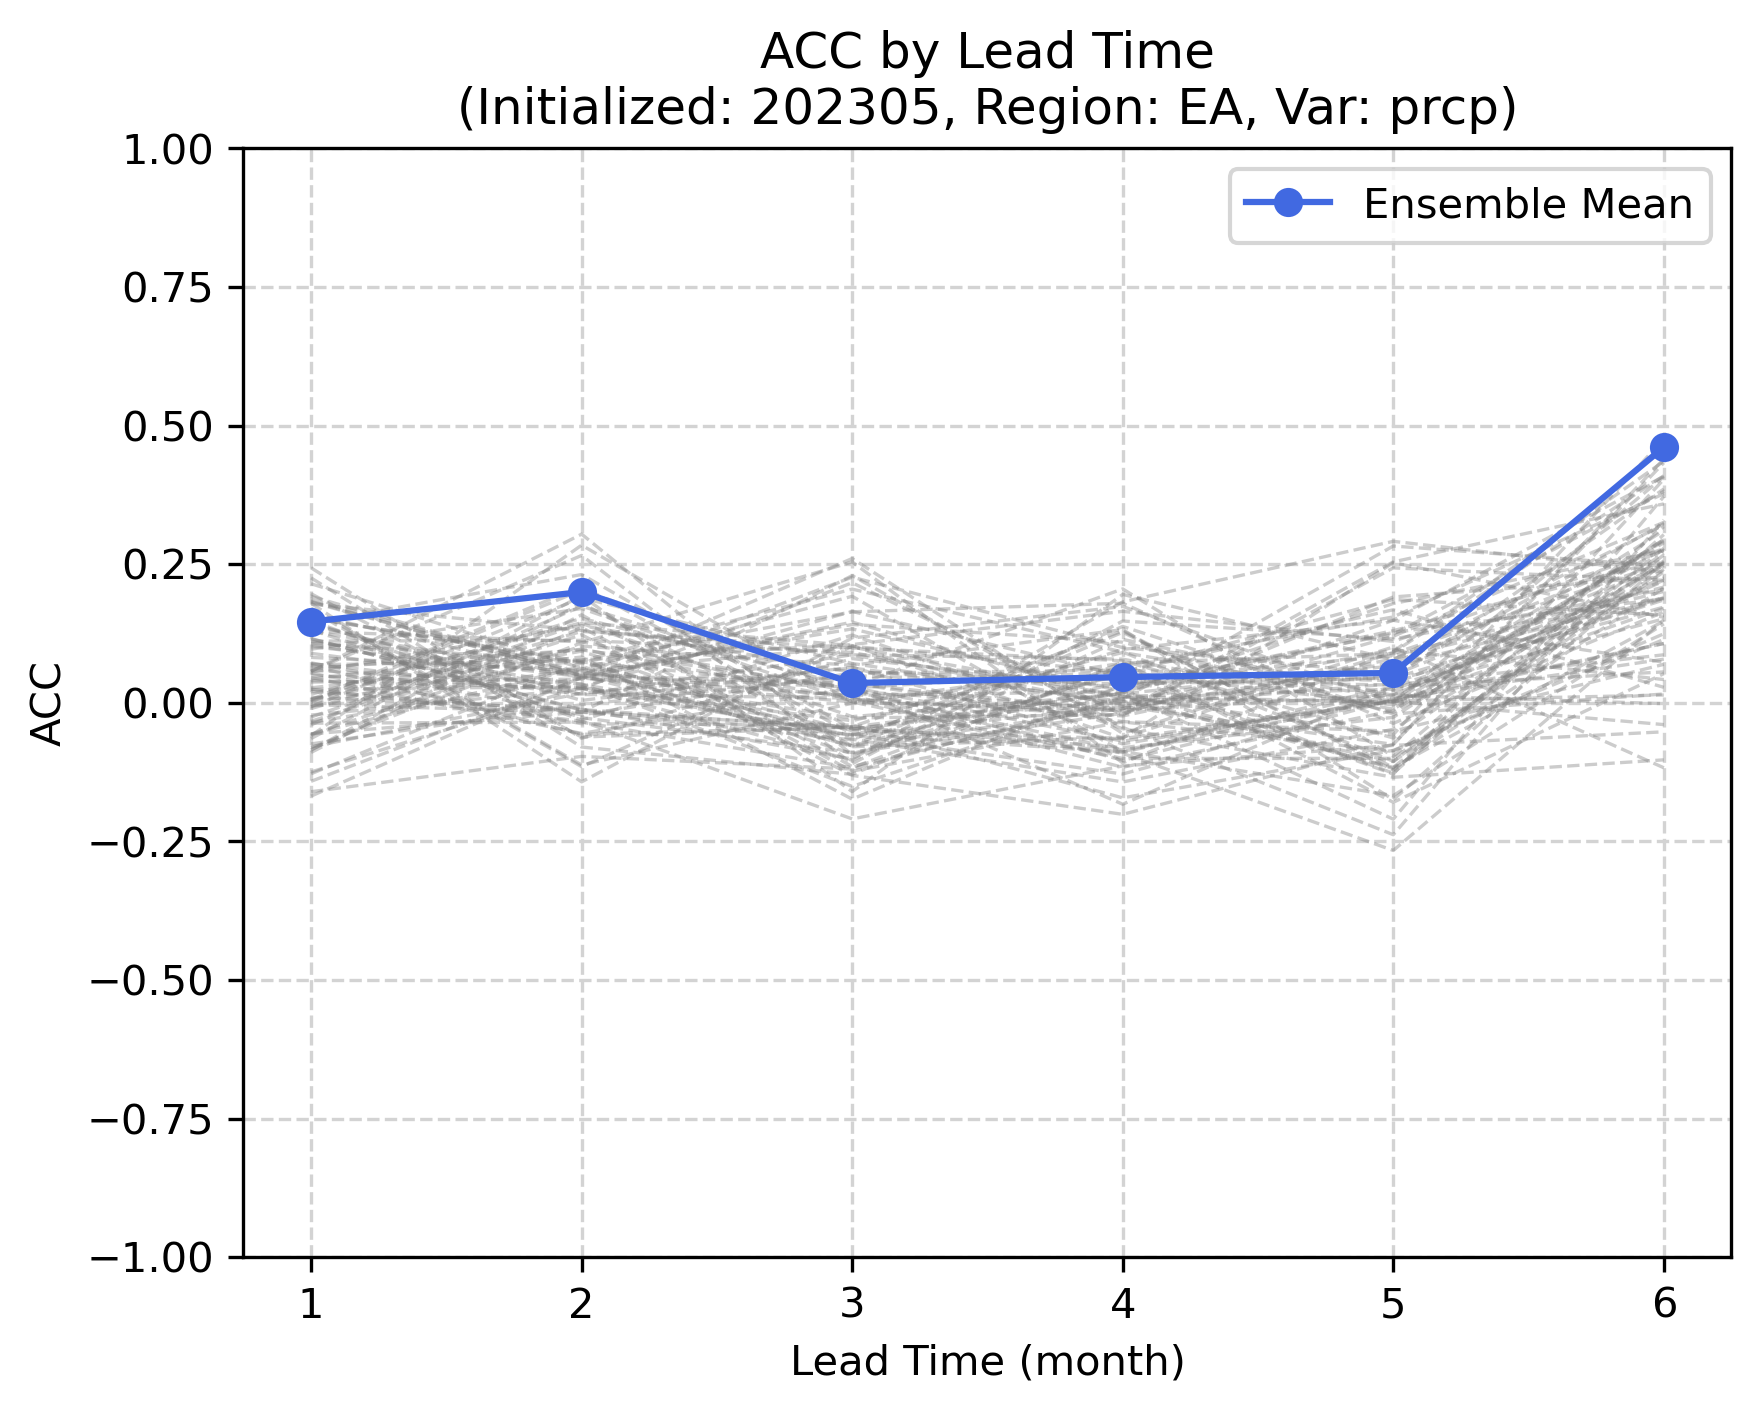 ACC by Lead Time
(Initialized: 202305, Region: EA, Var: prcp)
Ensemble Mean
1.00
0.75
0.50
0.25
0.00
−0.25
−0.50
−0.75
−1.00
ACC
1 2 3 4 5 6
Lead Time (month)